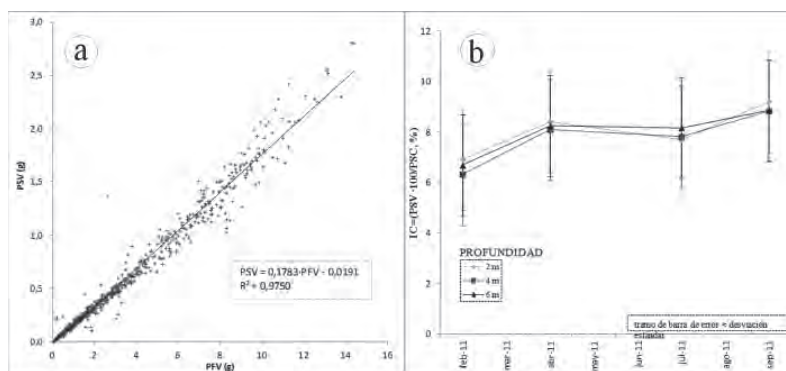 a
3,0
2,5
2,0
1,5
1,0
0,5
0,0
PSV (g)
0 2 4 6 8 10 12 14 16
PFV (g)
PSV = 0,1783·PFV - 0,0191
R² = 0,9750
b
12
10
8
6
4
2
0
IC=(PSV ·100/PSC, %)
PROFUNDIDAD
2 m
4 m
6 m
tramo de barra de error = desviación
estándar
feb-11
mar-11
abr-11
may-11
jun-11
jul-11
ago-11
sep-11